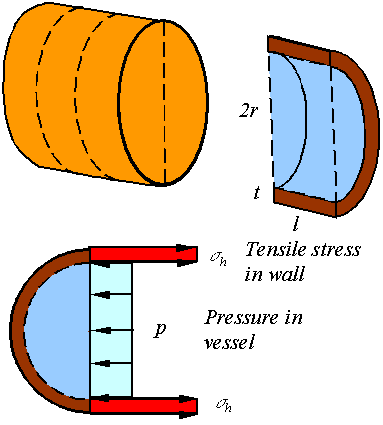 2r
t
l
σh
Tensile stress
in wall
p
Pressure in
vessel
σh